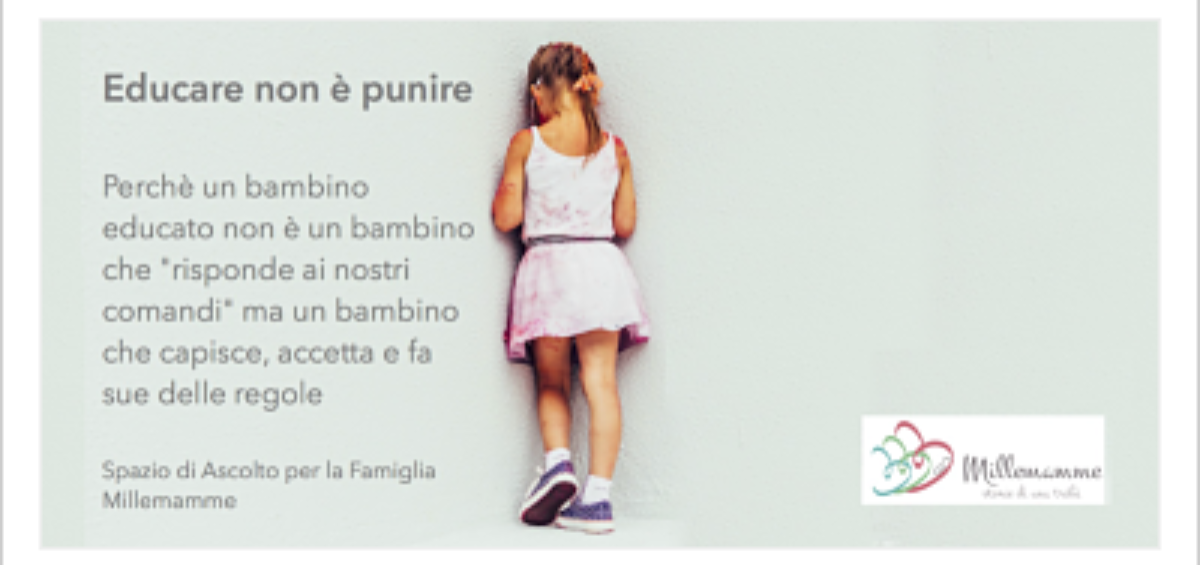 Educare non è punire
Perchè un bambino
educato non è un bambino
che "risponde ai nostri
comandi" ma un bambino
che capisce, accetta e fa
sue delle regole
Spazio di Ascolto per la Famiglia
Millemamme
Millemamme